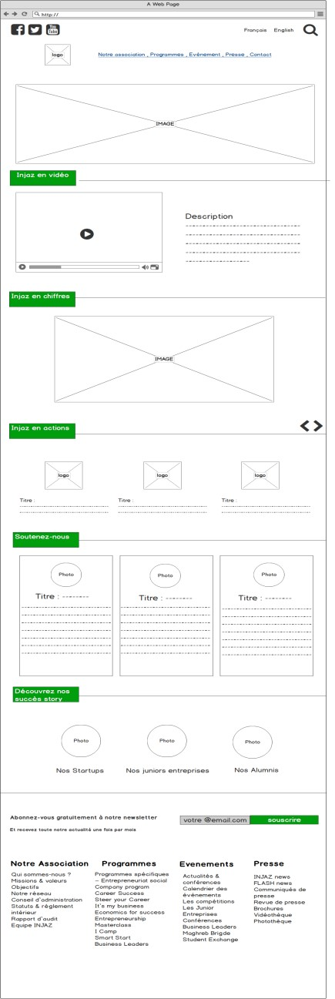 A Web Page
http://
You
Tube
Français English
logo
Notre association , Programmes , Evénement , Presse , Contact
IMAGE
Injaz en vidéo
Description
Injaz en chiffres
IMAGE
Injaz en actions
logo logo logo
Titre : Titre : Titre :
Soutenez-nous
Photo Photo Photo
Titre : Titre : Titre :
Découvrez nos
succés story
Photo Photo Photo
Nos Startups Nos juniors entreprises Nos Alumnis
Abonnez-vous gratuitement à notre newsletter
votre @email.com souscrire
Et recevez toute notre actualité une fois par mois
Notre Association
Qui sommes-nous ?
Missions & valeurs
Objectifs
Notre réseau
Conseil d'administration
Statuts & règlement
intérieur
Rapport d'audit
Equipe INJAZ
Programmes
Programmes spécifiques
– Entrepreneuriat social
Company program
Career Success
Steer your Career
It's my business
Economics for success
Entrepreneurship
Masterclass
I Camp
Smart Start
Business Leaders
Evenements
Actualités &
conférences
Calendrier des
événements
Les compétitions
Les Junior
Entreprises
Conférences
Business Leaders
Maghreb Brigde
Student Exchange
Presse
INJAZ news
FLASH news
Communiqués de
presse
Revue de presse
Brochures
Vidéothèque
Photothèque